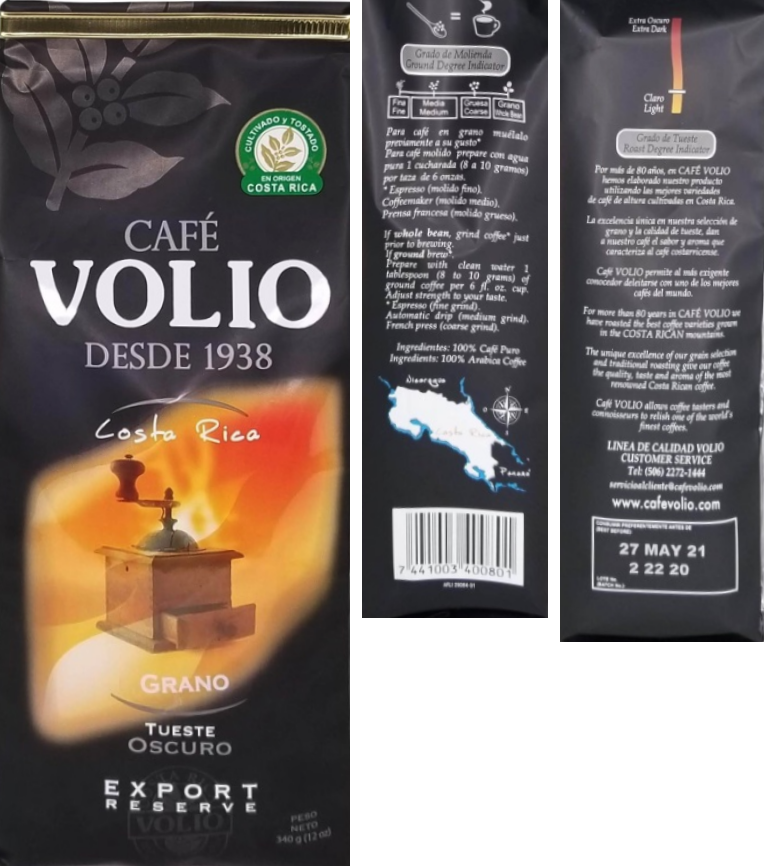 CULTIVADO y TOSTADO
EN ORIGEN
COSTA RICA
CAFÉ
VOLIO
DESDE 1938
Costa Rica
GRANO
TUESTE
OSCURO
EXPORT
RESERVE
VOLIO
PESO
NETO
340 g (12 oz)
=
Grado de Molienda
Ground Degree Indicator
Fina
Fine
Media
Medium
Gruesa
Coarse
Grano
Whole Bean
Para café en grano muélalo
previamente a su gusto*
Para café molido prepare con agua
pura 1 cucharada (8 a 10 gramos)
por taza de 6 onzas.
* Espresso (molido fino).
Coffeemaker (molido medio).
Prensa francesa (molido grueso).
If whole bean, grind coffee* just
prior to brewing.
If ground brew*.
Prepare with clean water 1
tablespoon (8 to 10 grams) of
ground coffee per 6 fl. oz. cup.
Adjust strength to your taste.
* Espresso (fine grind).
Automatic drip (medium grind).
French press (coarse grind).
Ingredientes: 100% Café Puro
Ingredients: 100% Arabica Coffee
Nicaragua
N
Costa Rica
Panamá
7 441003 400801
Extra Oscuro
Extra Dark
Claro
Light
Grado de Tueste
Roast Degree Indicator
Por más de 80 años, en CAFÉ VOLIO
hemos elaborado nuestro producto
utilizando las mejores variedades
de café de altura cultivadas en Costa Rica.
La excelencia única en nuestra selección de
grano y la calidad de tueste, dan
a nuestro café el sabor y aroma que
caracteriza al café costarricense.
Café VOLIO permite al más exigente
conocedor deleitarse con uno de los mejores
cafés del mundo.
For more than 80 years in CAFÉ VOLIO we
have roasted the best coffee varieties grown
in the COSTA RICAN mountains.
The unique excellence of our grain selection
and traditional roasting give our coffee
the quality, taste and aroma of the most
renowned Costa Rican coffee.
Café VOLIO allows coffee tasters and
connoisseurs to relish one of the world's
finest coffees.
LINEA DE CALIDAD VOLIO
CUSTOMER SERVICE
Tel: (506) 2272-1444
servicioalcliente@cafevolio.com
www.cafevolio.com
CONSUMIR PREFERENTEMENTE ANTES DE
(BEST BEFORE)
27 MAY 21
2 22 20
LOTE No.
(BATCH No.)